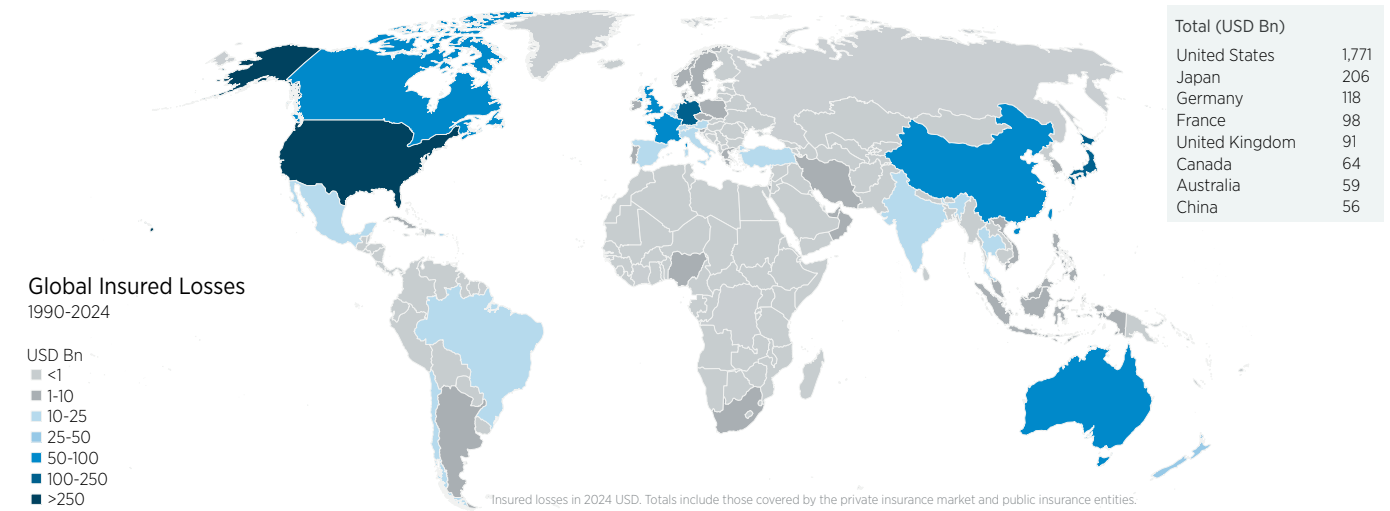 Total (USD Bn)
United States 1,771
Japan 206
Germany 118
France 98
United Kingdom 91
Canada 64
Australia 59
China 56
Global Insured Losses
1990-2024
USD Bn
<1
1-10
10-25
25-50
50-100
100-250
>250
Insured losses in 2024 USD. Totals include those covered by the private insurance market and public insurance entities.